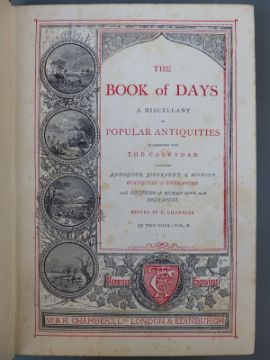 THE
BOOK OF DAYS
A MISCELLANY
OF
POPULAR ANTIQUITIES
IN CONNECTION WITH
THE CALENDAR
INCLUDING
ANECDOTE, BIOGRAPHY, & HISTORY
CURIOSITIES OF LITERATURE
AND ODDITIES OF HUMAN LIFE AND
CHARACTER
EDITED BY R. CHAMBERS
IN TWO VOLS.—VOL. II.
W. & R. CHAMBERS, LTD LONDON, & EDINBURGH